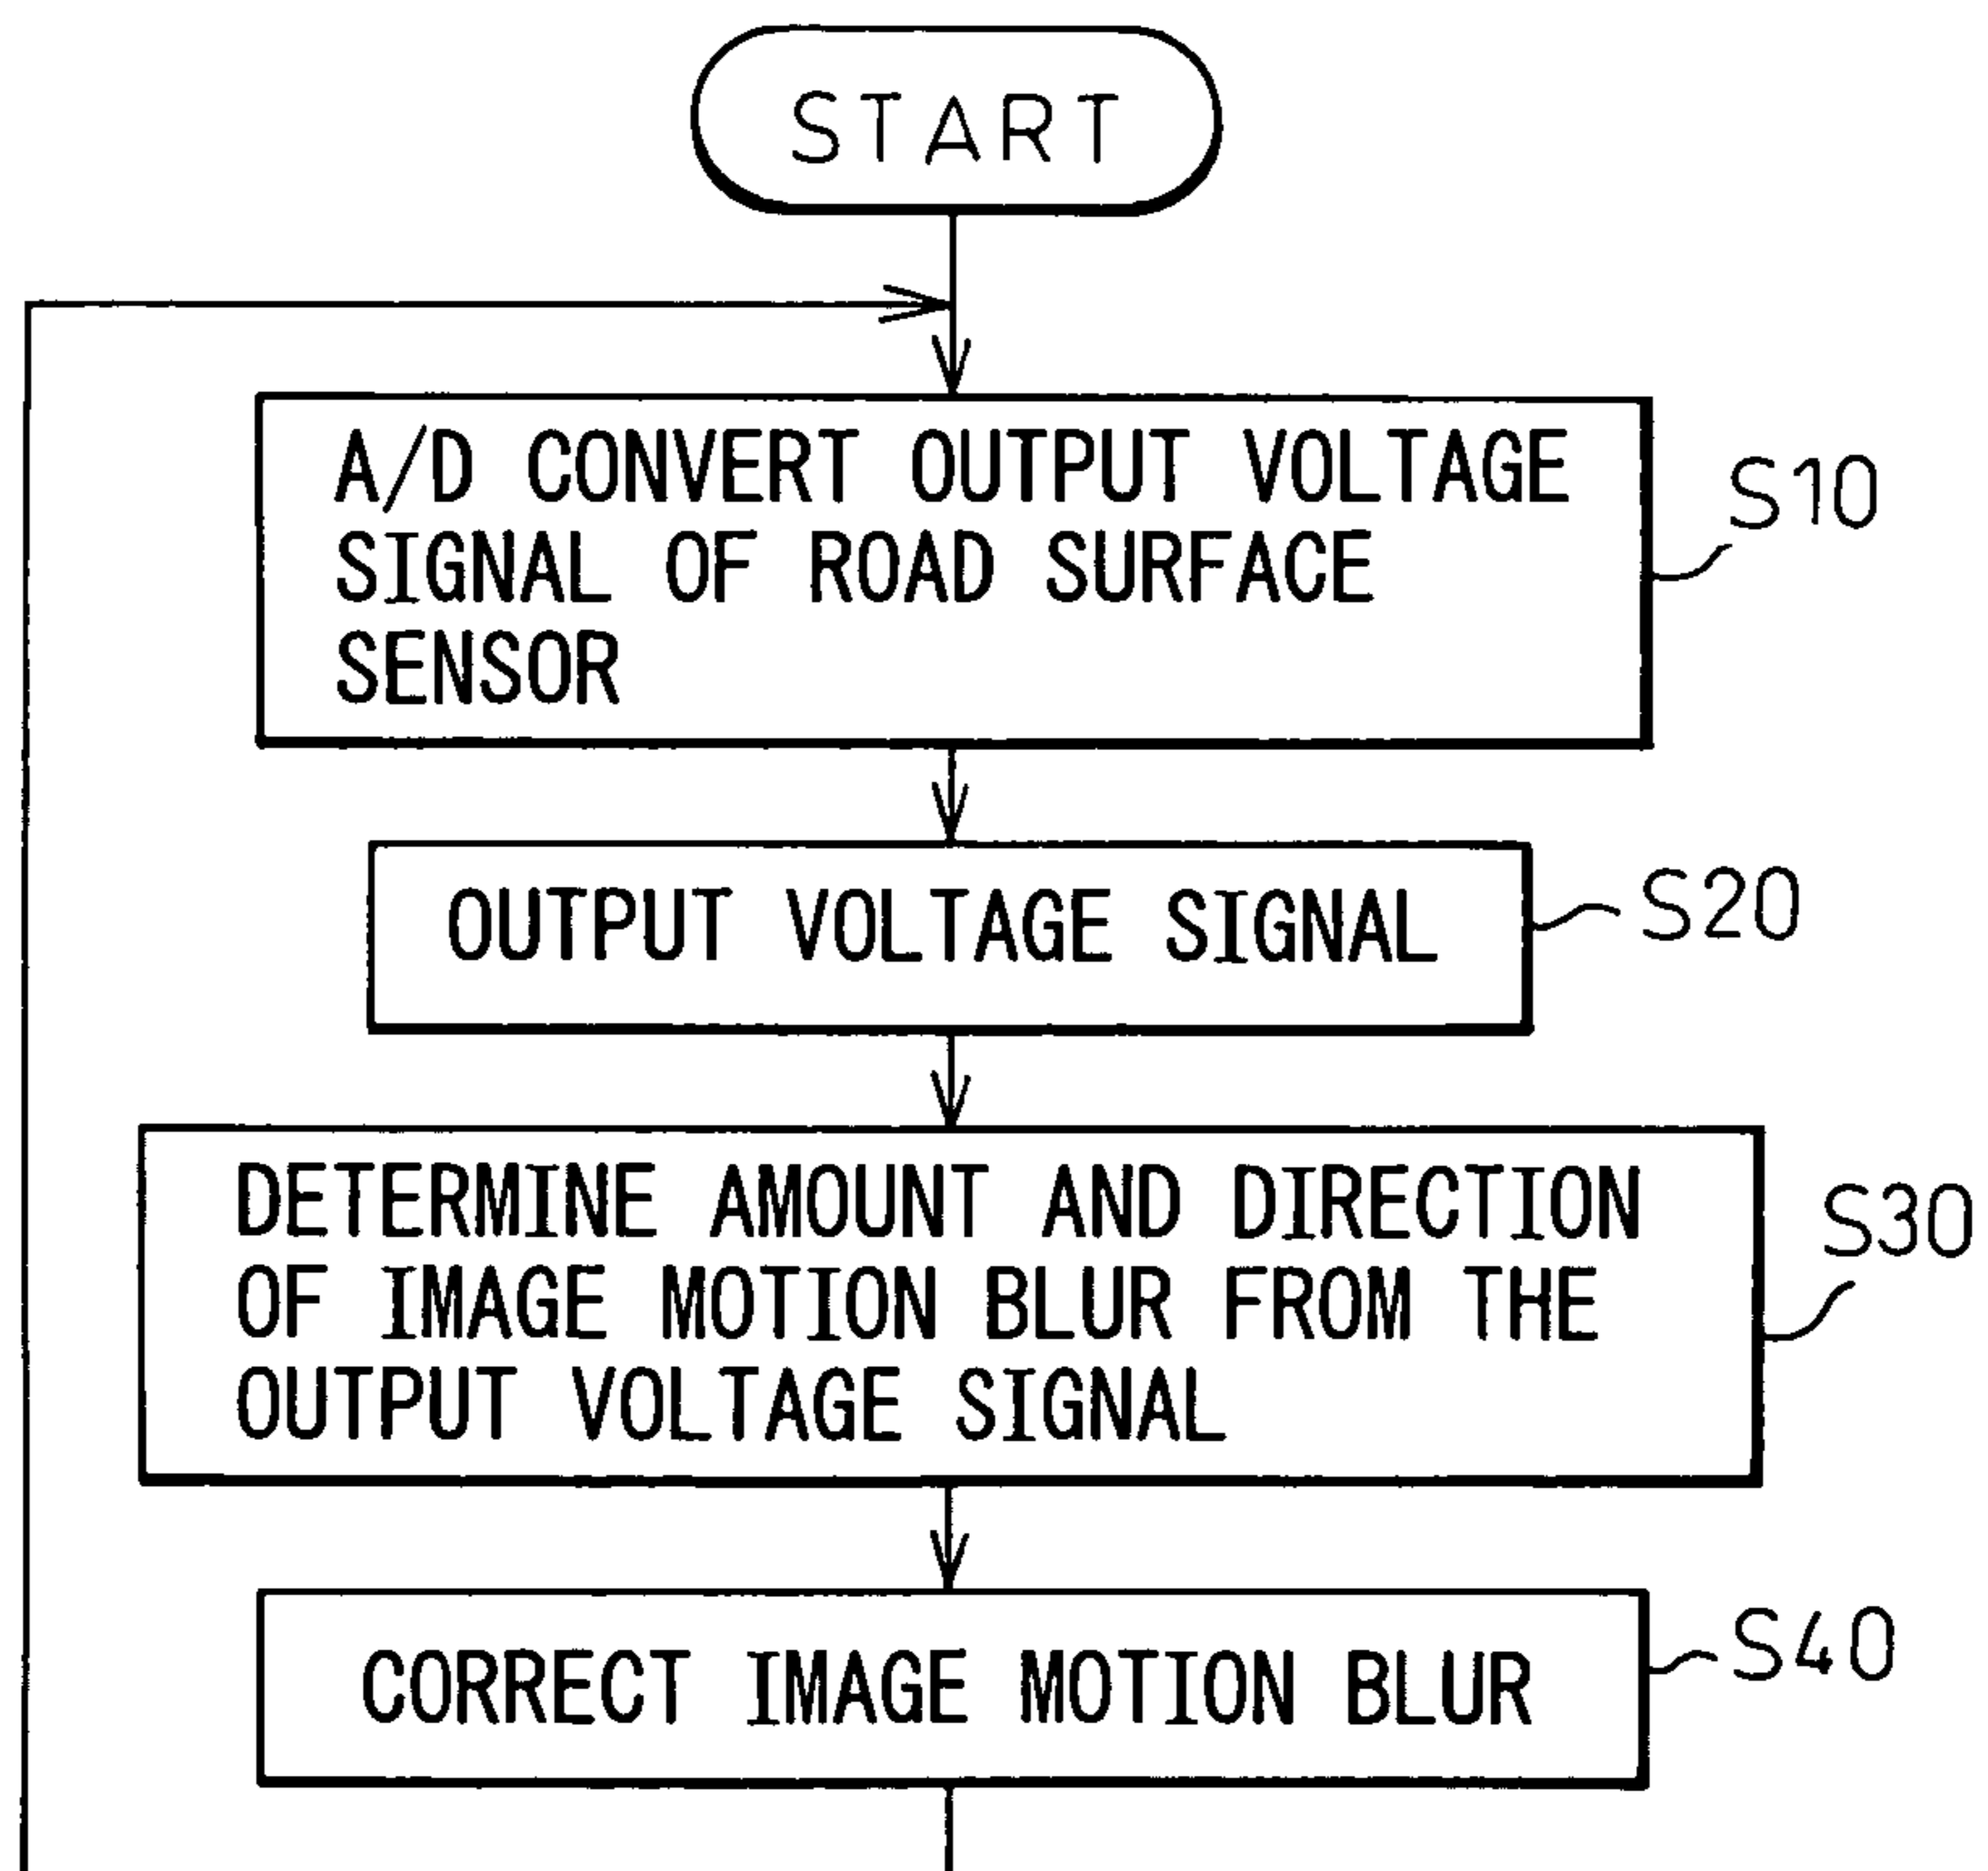 START
A/D CONVERT OUTPUT VOLTAGE
SIGNAL OF ROAD SURFACE
SENSOR
S10
OUTPUT VOLTAGE SIGNAL
S20
DETERMINE AMOUNT AND DIRECTION
OF IMAGE MOTION BLUR FROM THE
OUTPUT VOLTAGE SIGNAL
S30
CORRECT IMAGE MOTION BLUR
S40